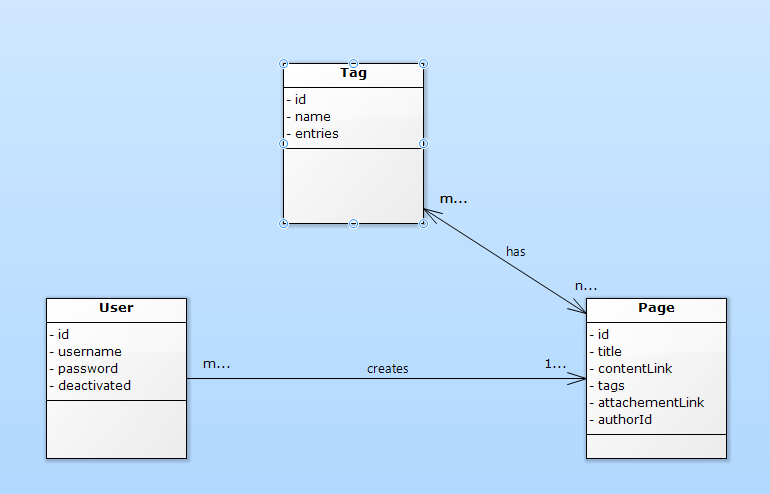 Tag
- id
- name
- entries
m...
has
n...
User
- id
- username
- password
- deactivated
m...
creates
1...
Page
- id
- title
- contentLink
- tags
- attachementLink
- authorId